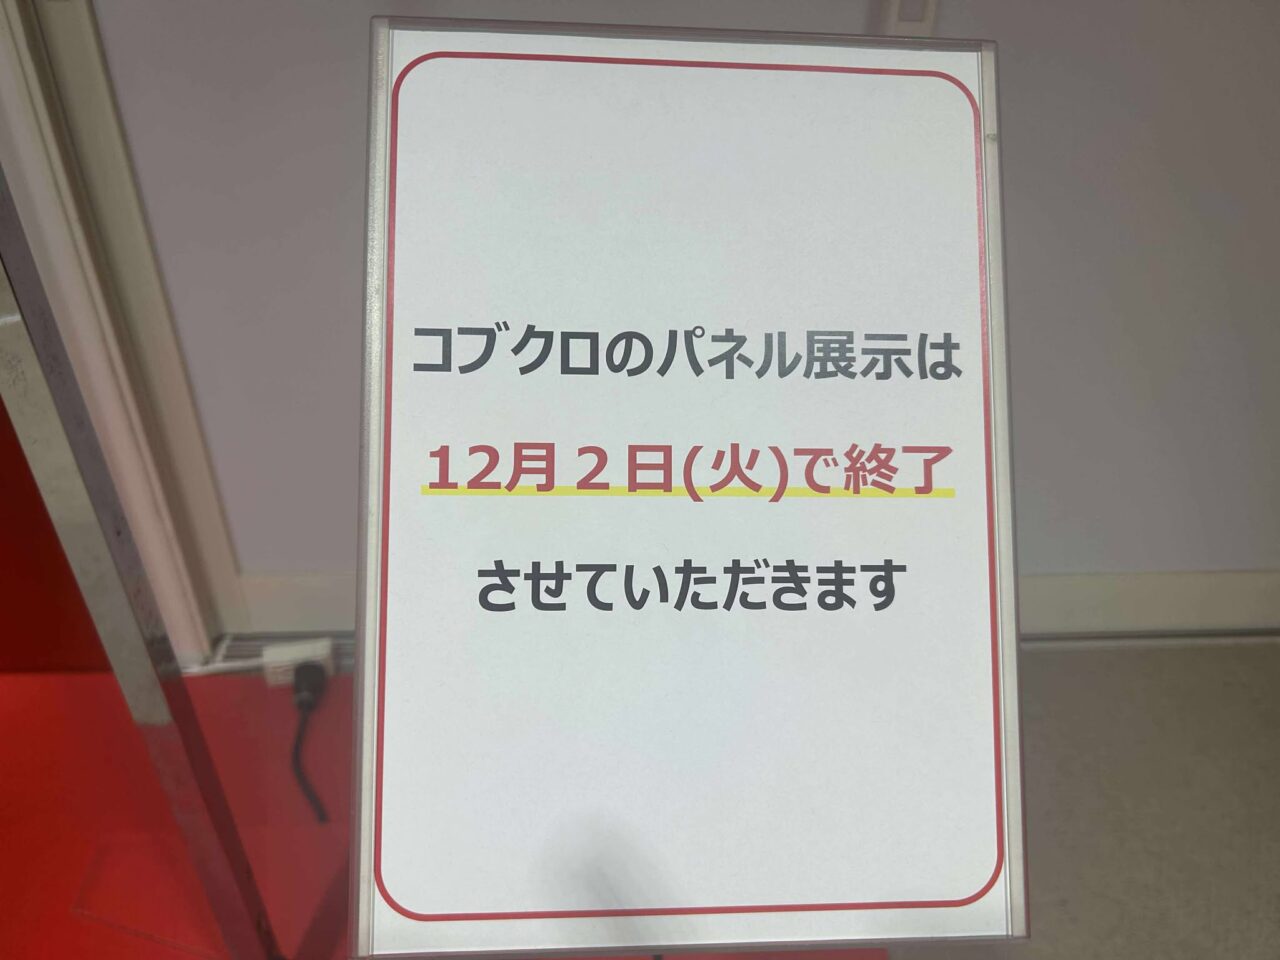 コブクロのパネル展示は
12月２日(火)で終了
させていただきます